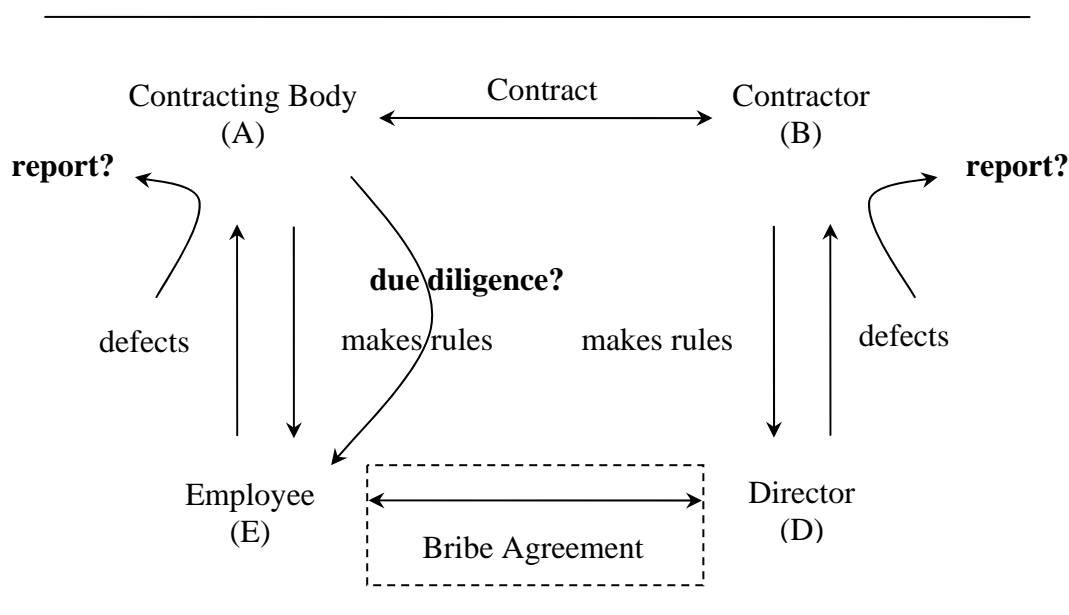 Contracting Body
(A)
Contract
Contractor
(B)
report?
report?
due diligence?
defects
makes rules
makes rules
defects
Employee
(E)
Bribe Agreement
Director
(D)